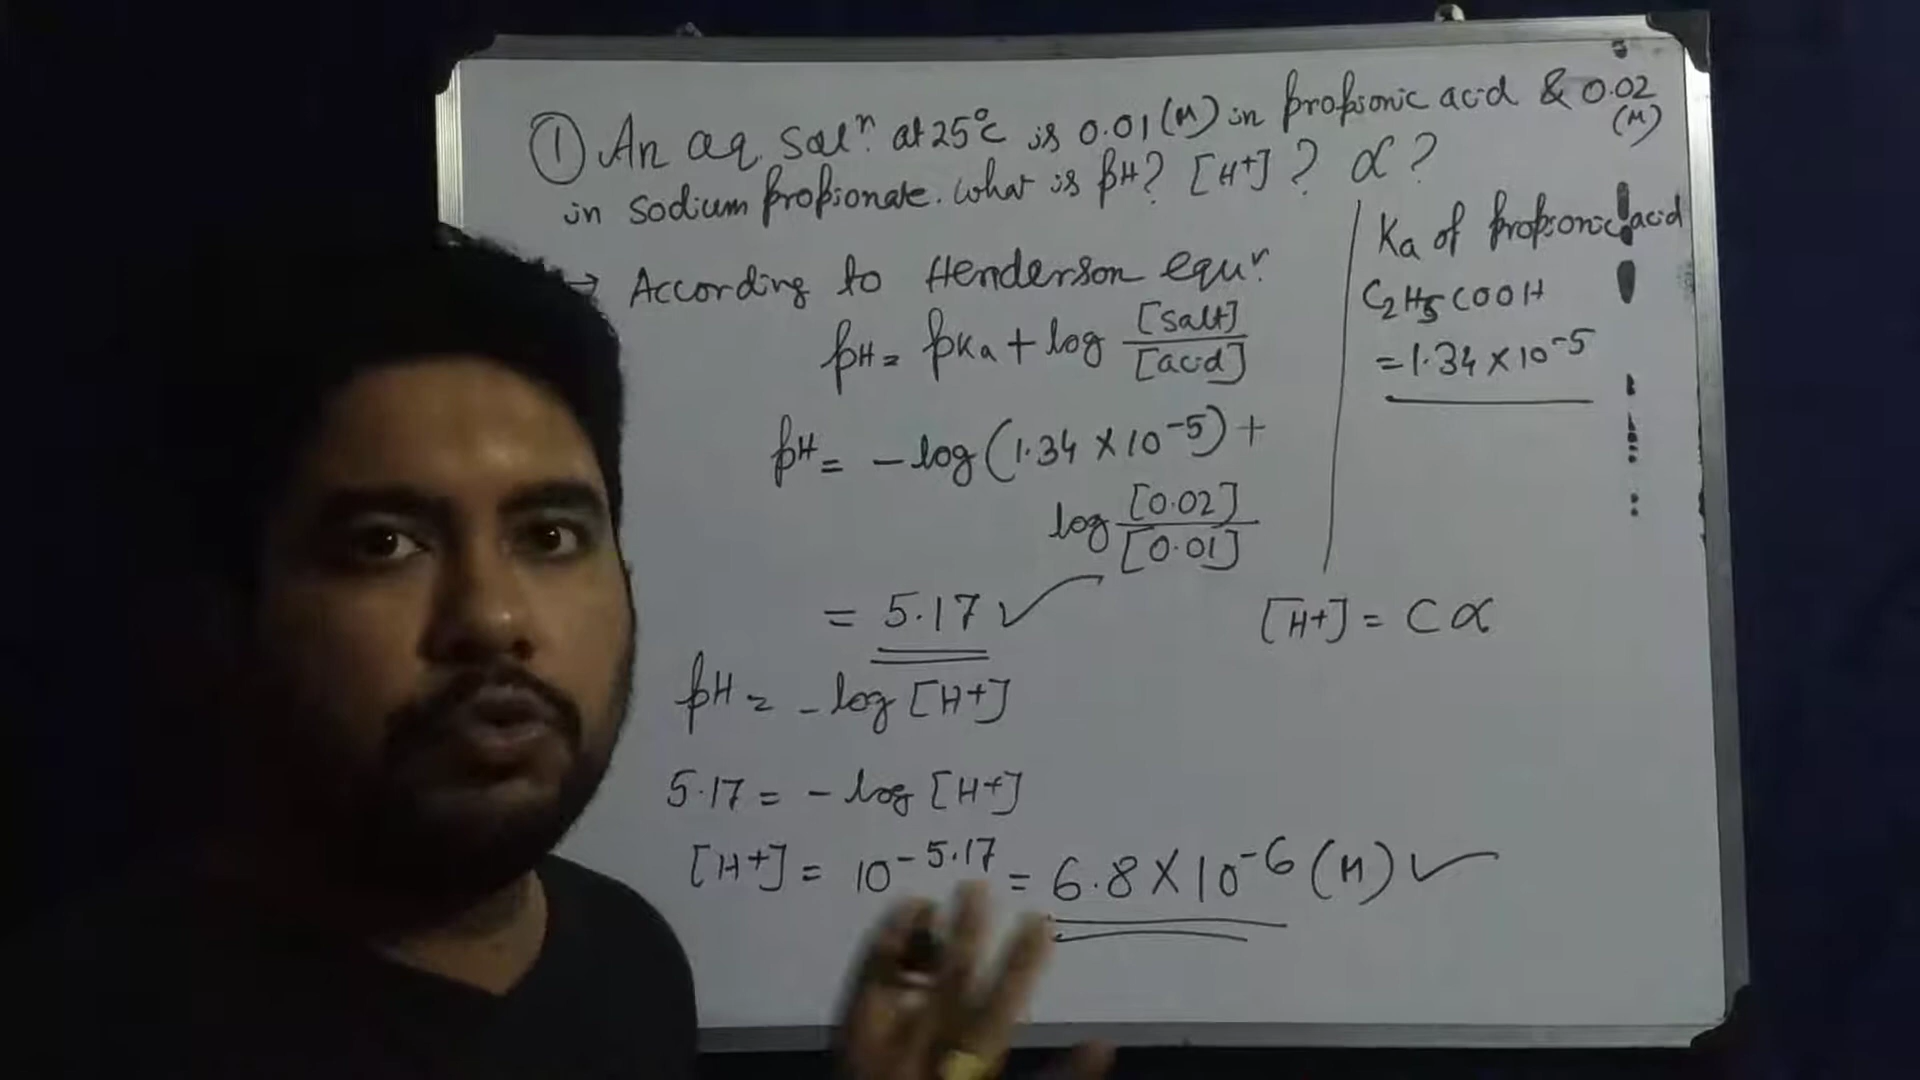 ① An aq. solⁿ. at 25°C is 0.01 (M) in propionic acid & 0.02 (M)
in sodium propionate. What is pH? [H+] ? α ?
→ According to Henderson equⁿ.
pH = pKa + log [salt] / [acid]
pH = - log (1.34 × 10⁻⁵) +
log [0.02] / [0.01]
= 5.17 ✓
pH = - log [H+]
5.17 = - log [H+]
[H+] = 10⁻⁵·¹⁷ = 6.8 × 10⁻⁶ (M) ✓
Ka of propionic acid
C₂H₅COOH
= 1.34 × 10⁻⁵
[H+] = C α